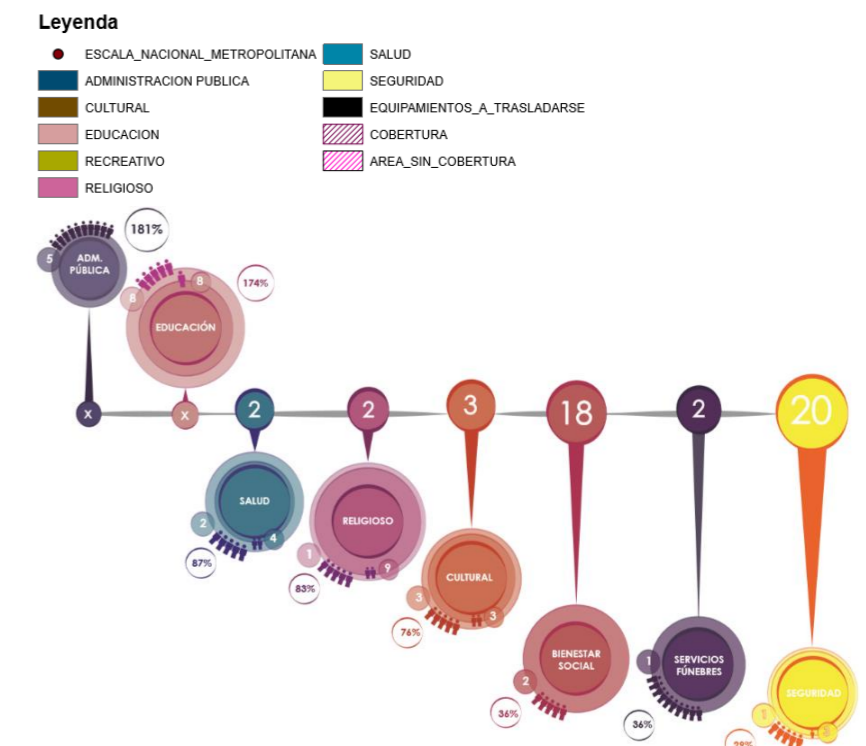 Leyenda
ESCALA_NACIONAL_METROPOLITANA
SALUD
ADMINISTRACION PUBLICA
SEGURIDAD
CULTURAL
EQUIPAMIENTOS_A_TRASLADARSE
EDUCACION
COBERTURA
RECREATIVO
AREA_SIN_COBERTURA
RELIGIOSO
181%
5
ADM.
PÚBLICA
8
8
174%
EDUCACIÓN
x
x
2
2
3
18
2
20
SALUD
2
4
87%
RELIGIOSO
1
9
83%
CULTURAL
3
3
76%
BIENESTAR
SOCIAL
2
36%
SERVICIOS
FÚNEBRES
1
36%
SEGURIDAD